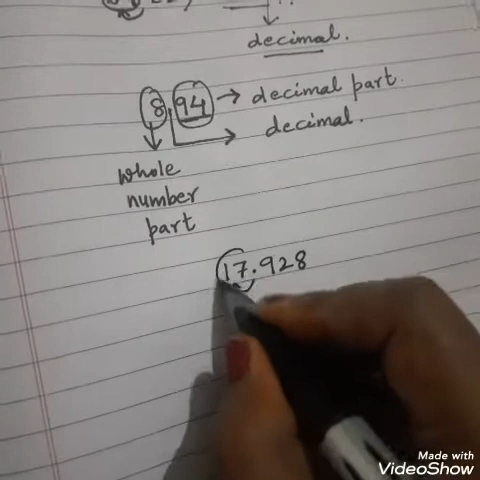 decimal.
8.94 → decimal part.
decimal.
whole
number
part
17.928
Made with
VideoShow